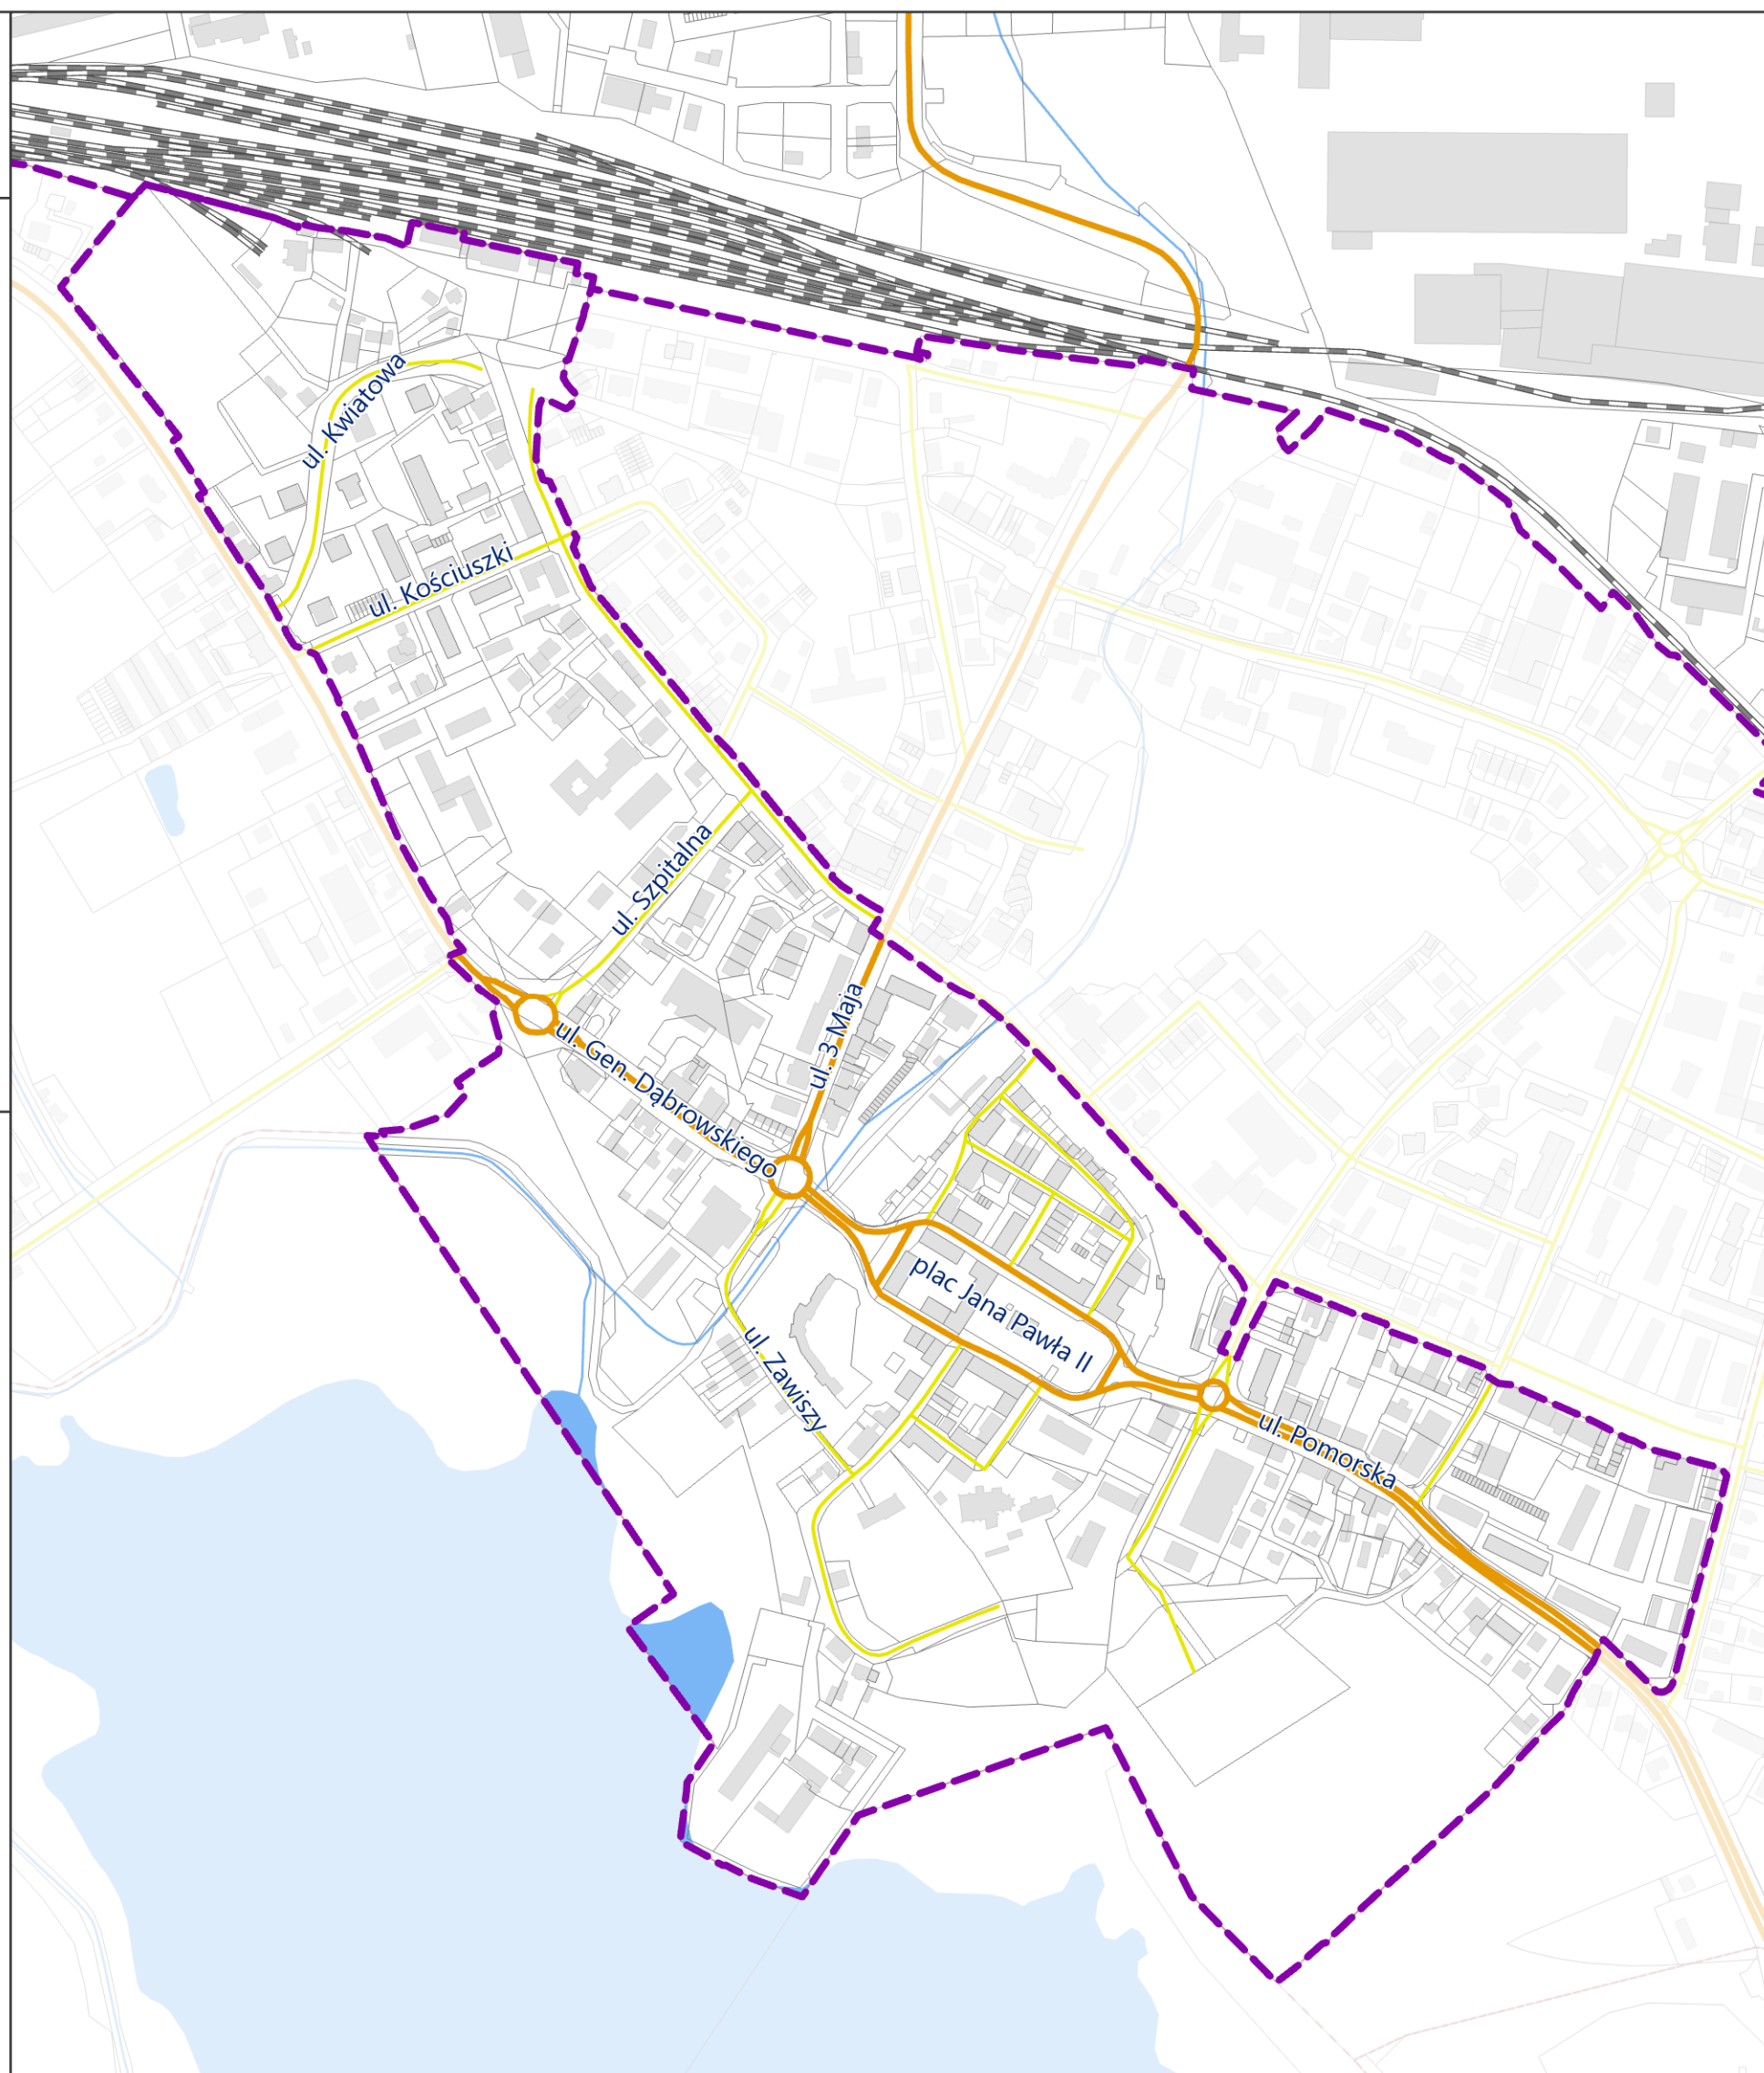 ul. Kwiatowa
ul. Kościuszki
ul. Szpitalna
ul. 3 Maja
ul. Gen. Dąbrowskiego
plac Jana Pawła II
ul. Zawiszy
ul. Pomorska